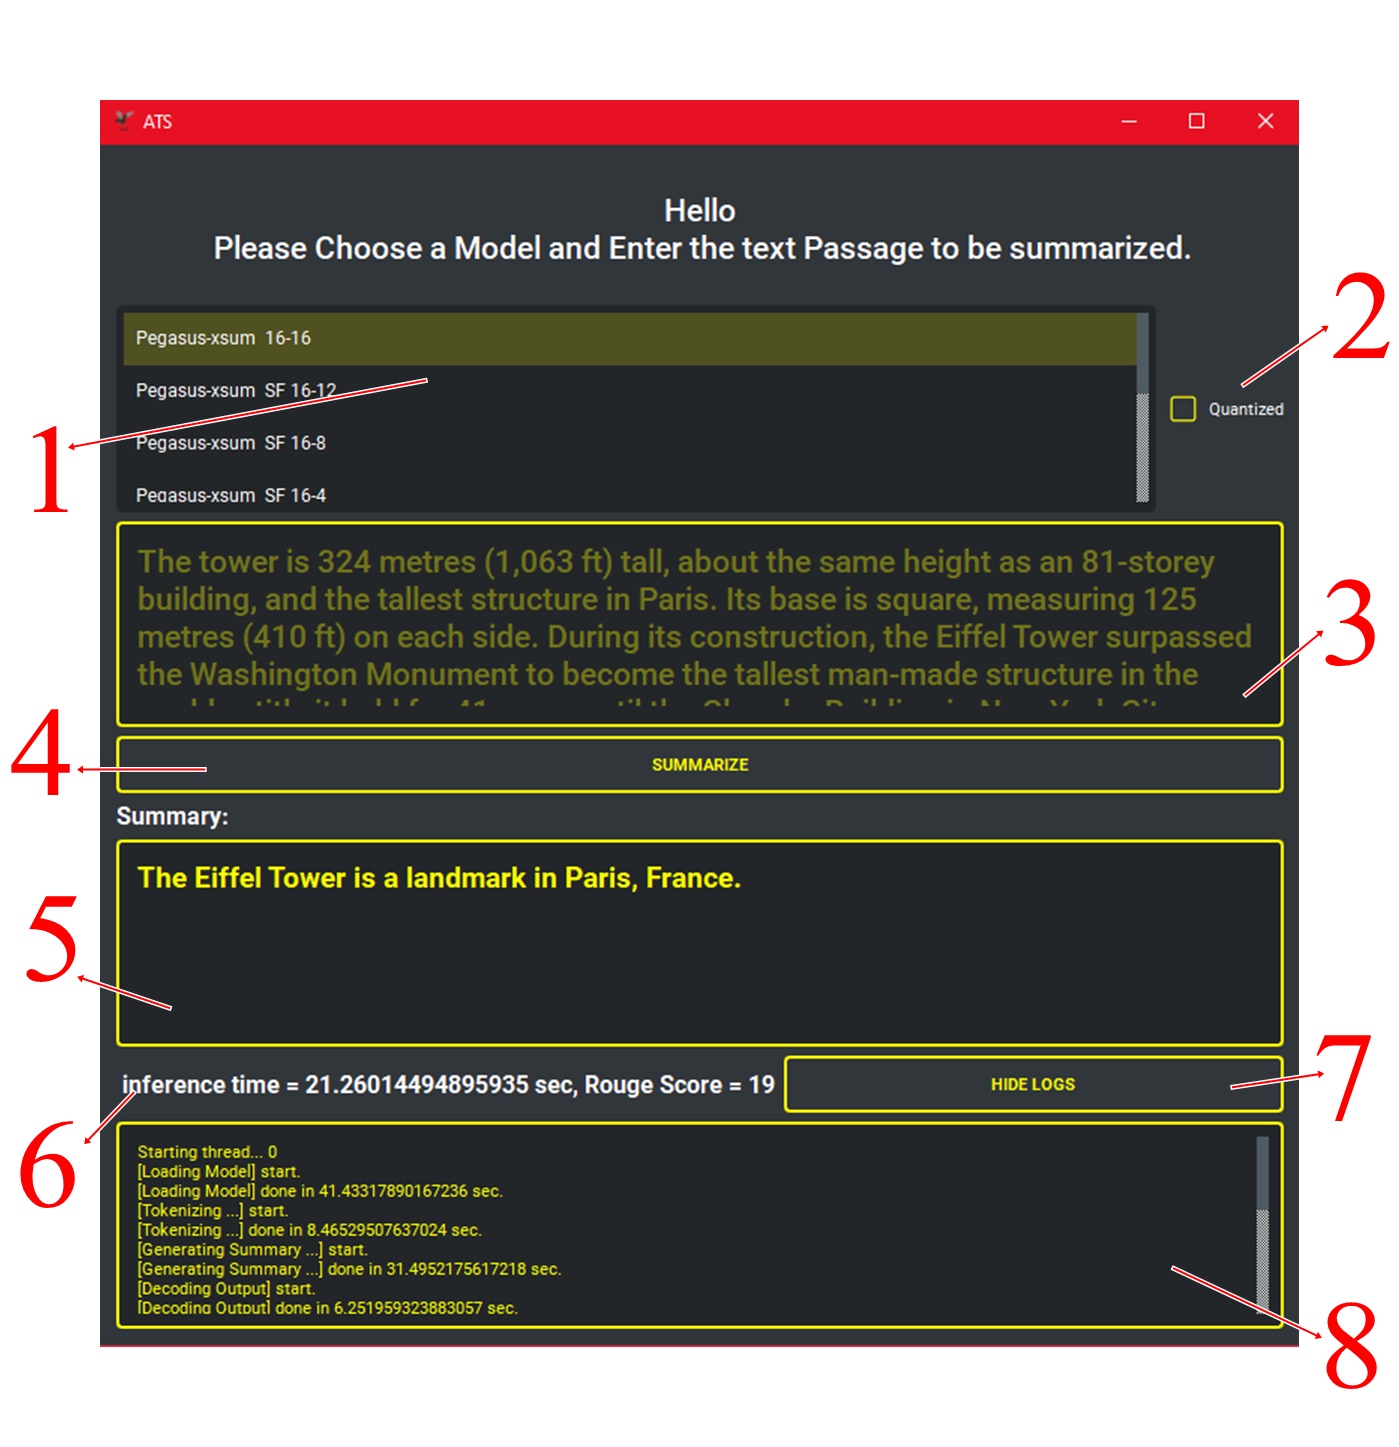 ATS
Hello
Please Choose a Model and Enter the text Passage to be summarized.
Pegasus-xsum 16-16
Pegasus-xsum SF 16-12
Pegasus-xsum SF 16-8
Pegasus-xsum SF 16-4
Quantized
1
2
The tower is 324 metres (1,063 ft) tall, about the same height as an 81-storey
building, and the tallest structure in Paris. Its base is square, measuring 125
metres (410 ft) on each side. During its construction, the Eiffel Tower surpassed
the Washington Monument to become the tallest man-made structure in the
3
4
SUMMARIZE
Summary:
The Eiffel Tower is a landmark in Paris, France.
5
inference time = 21.26014494895935 sec, Rouge Score = 19
HIDE LOGS
6
7
Starting thread... 0
[Loading Model] start.
[Loading Model] done in 41.43317890167236 sec.
[Tokenizing ...] start.
[Tokenizing ...] done in 8.46529507637024 sec.
[Generating Summary ...] start.
[Generating Summary ...] done in 31.4952175617218 sec.
[Decoding Output] start.
[Decoding Output] done in 6.251959323883057 sec.
8